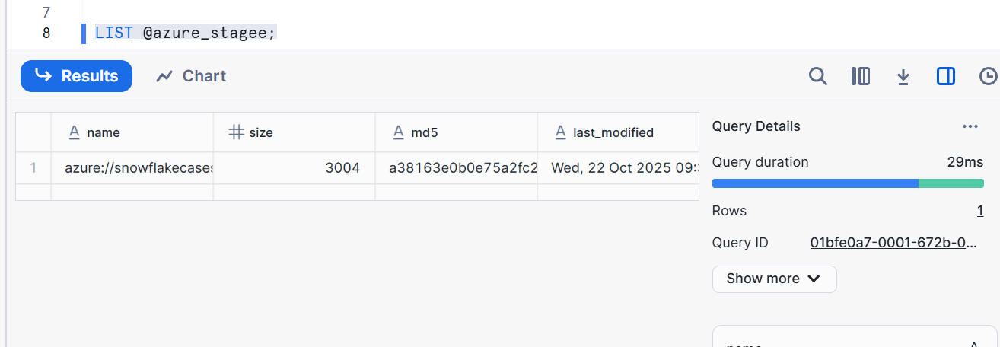 7
8 LIST @azure_stagee;
Results Chart
name size md5 last_modified
1 azure://snowflakecases 3004 a38163e0b0e75a2fc2 Wed, 22 Oct 2025 09:
Query Details ...
Query duration 29ms
Rows 1
Query ID 01bfe0a7-0001-672b-0...
Show more